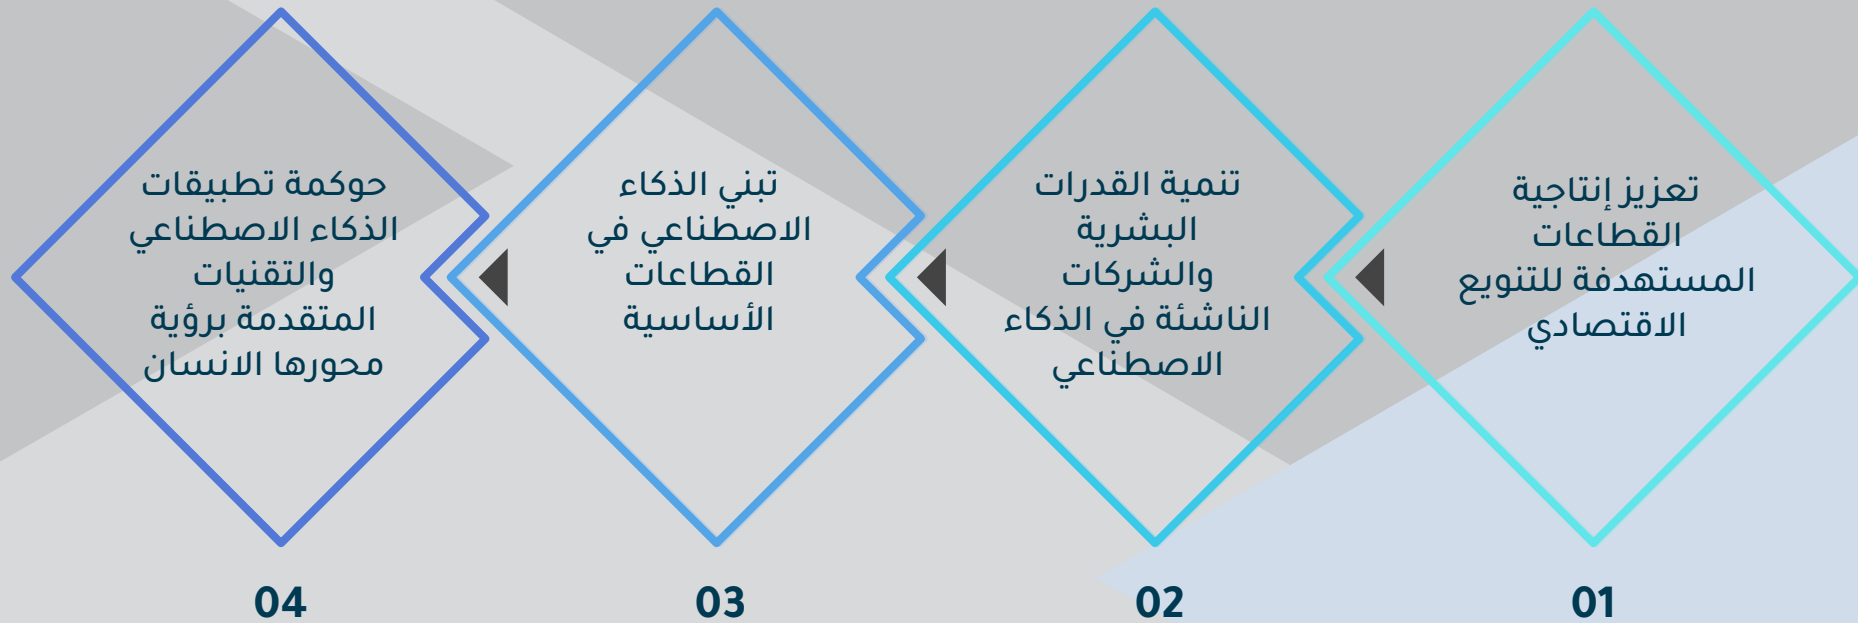 تعزيز إنتاجية
القطاعات
المستهدفة للتنويع
الاقتصادي
01
تنمية القدرات
البشرية
والشركات
الناشئة في الذكاء
الاصطناعي
02
تبني الذكاء
الاصطناعي في
القطاعات
الأساسية
03
حوكمة تطبيقات
الذكاء الاصطناعي
والتقنيات
المتقدمة برؤية
محورها الانسان
04